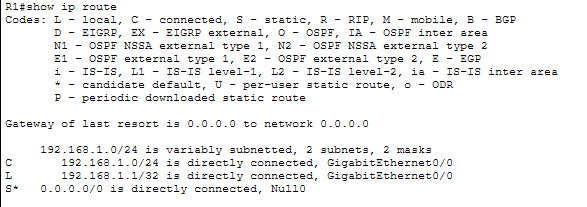 R1#show ip route
Codes: L - local, C - connected, S - static, R - RIP, M - mobile, B - BGP
       D - EIGRP, EX - EIGRP external, O - OSPF, IA - OSPF inter area
       N1 - OSPF NSSA external type 1, N2 - OSPF NSSA external type 2
       E1 - OSPF external type 1, E2 - OSPF external type 2, E - EGP
       i - IS-IS, L1 - IS-IS level-1, L2 - IS-IS level-2, ia - IS-IS inter area
       * - candidate default, U - per-user static route, o - ODR
       P - periodic downloaded static route
Gateway of last resort is 0.0.0.0 to network 0.0.0.0
     192.168.1.0/24 is variably subnetted, 2 subnets, 2 masks
C       192.168.1.0/24 is directly connected, GigabitEthernet0/0
L       192.168.1.1/32 is directly connected, GigabitEthernet0/0
S*   0.0.0.0/0 is directly connected, Null0